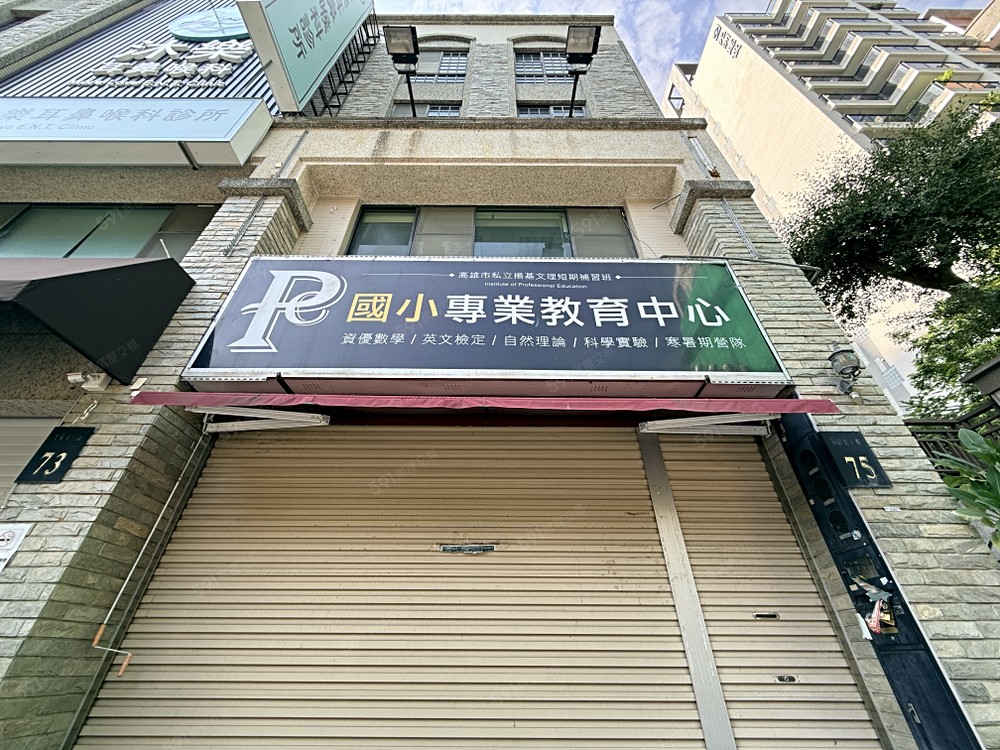 樂耳鼻喉科診所
E.N.T. Clinic
高雄市私立揚基文理短期補習班
Institute of Professional Education
國小專業教育中心
資優數學 / 英文檢定 / 自然理論 / 科學實驗 / 寒暑期營隊
73
75